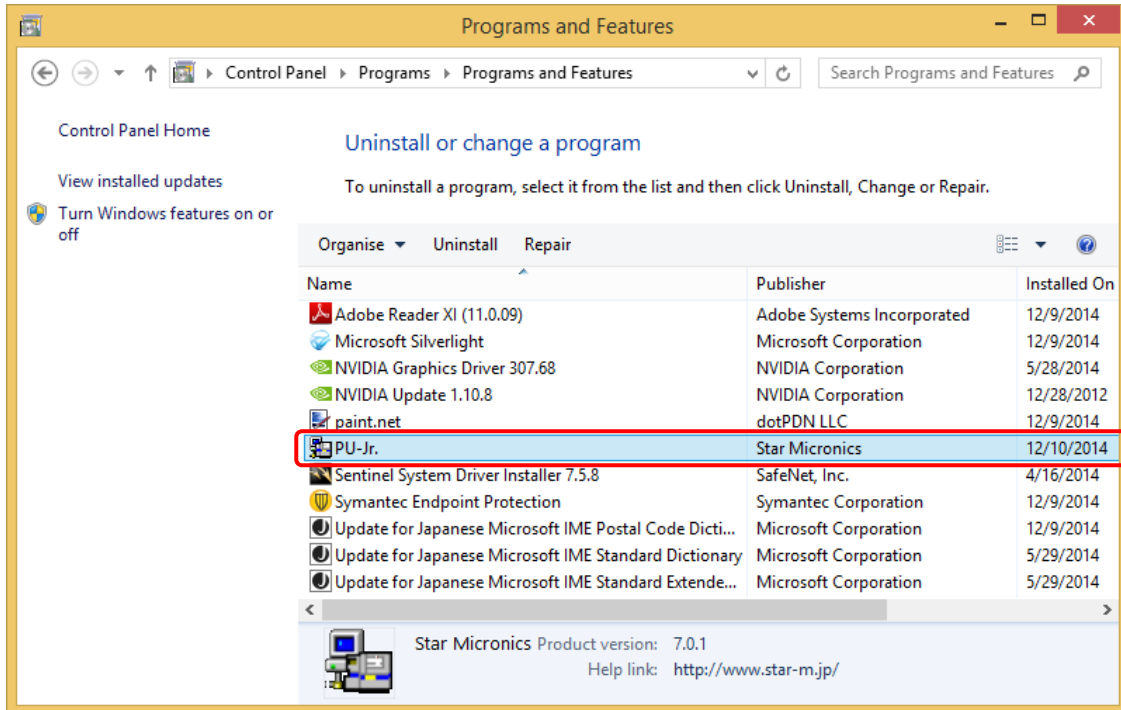 Programs and Features
Control Panel Programs Programs and Features
Search Programs and Features
Control Panel Home
View installed updates
Turn Windows features on or
off
Uninstall or change a program
To uninstall a program, select it from the list and then click Uninstall, Change or Repair.
Organise Uninstall Repair
Name Publisher Installed On
Adobe Reader XI (11.0.09) Adobe Systems Incorporated 12/9/2014
Microsoft Silverlight Microsoft Corporation 12/9/2014
NVIDIA Graphics Driver 307.68 NVIDIA Corporation 5/28/2014
NVIDIA Update 1.10.8 NVIDIA Corporation 12/28/2012
paint.net dotPDN LLC 12/9/2014
PU-Jr. Star Micronics 12/10/2014
Sentinel System Driver Installer 7.5.8 SafeNet, Inc. 4/16/2014
Symantec Endpoint Protection Symantec Corporation 12/9/2014
Update for Japanese Microsoft IME Postal Code Dicti... Microsoft Corporation 12/9/2014
Update for Japanese Microsoft IME Standard Dictionary Microsoft Corporation 5/29/2014
Update for Japanese Microsoft IME Standard Extende... Microsoft Corporation 5/29/2014
Star Micronics Product version: 7.0.1
Help link: http://www.star-m.jp/